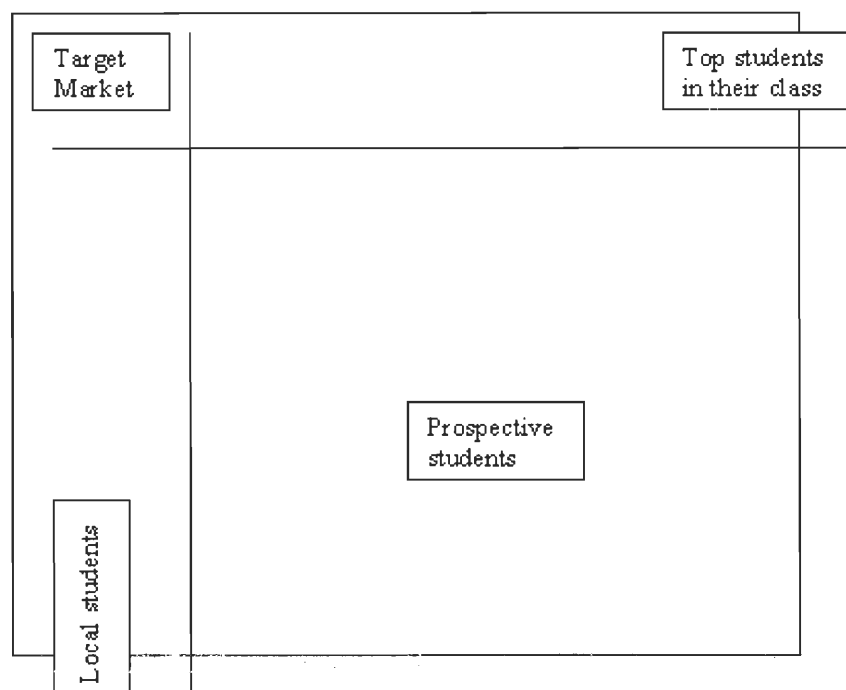 Target
Market
Top students
in their class
Prospective
students
Local students